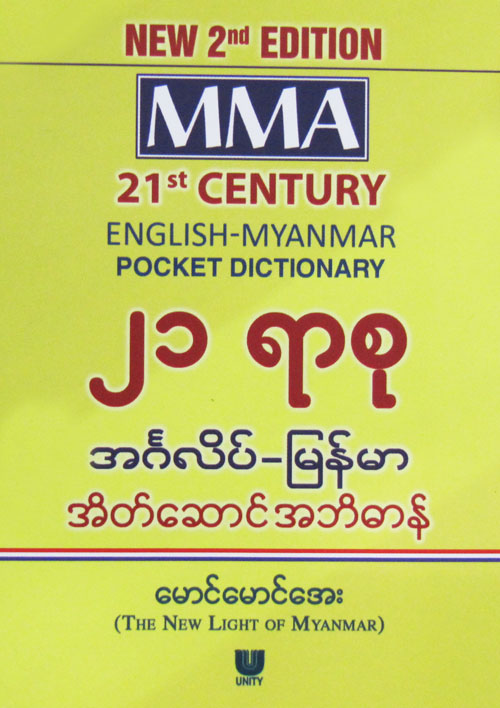 NEW 2nd EDITION
MMA
21st CENTURY
ENGLISH-MYANMAR
POCKET DICTIONARY
၂၁ ရာစု
အင်္ဂလိပ်-မြန်မာ
အိတ်ဆောင်အဘိဓာန်
မောင်မောင်အေး
(THE NEW LIGHT OF MYANMAR)
UNITY